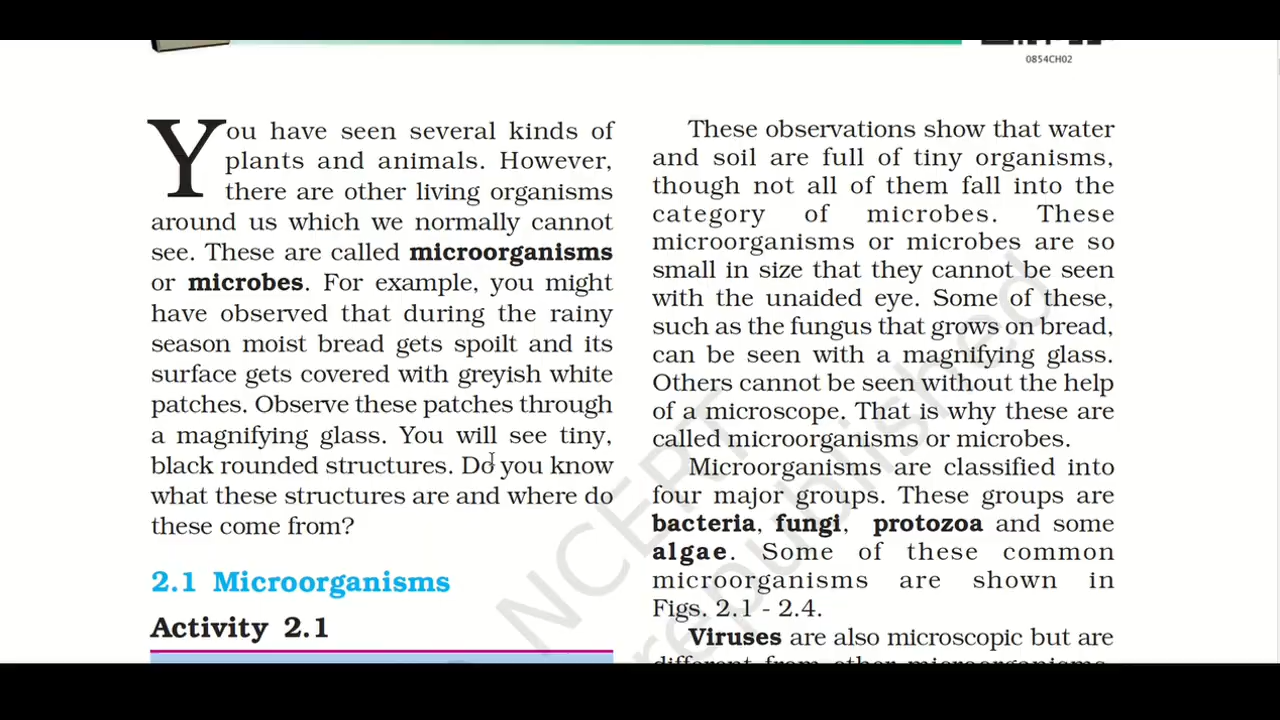 0854CH02
You have seen several kinds of
plants and animals. However,
there are other living organisms
around us which we normally cannot
see. These are called microorganisms
or microbes. For example, you might
have observed that during the rainy
season moist bread gets spoilt and its
surface gets covered with greyish white
patches. Observe these patches through
a magnifying glass. You will see tiny,
black rounded structures. Do you know
what these structures are and where do
these come from?
2.1 Microorganisms
Activity 2.1
These observations show that water
and soil are full of tiny organisms,
though not all of them fall into the
category of microbes. These
microorganisms or microbes are so
small in size that they cannot be seen
with the unaided eye. Some of these,
such as the fungus that grows on bread,
can be seen with a magnifying glass.
Others cannot be seen without the help
of a microscope. That is why these are
called microorganisms or microbes.
Microorganisms are classified into
four major groups. These groups are
bacteria, fungi, protozoa and some
algae. Some of these common
microorganisms are shown in
Figs. 2.1 - 2.4.
Viruses are also microscopic but are
different from other microorganisms.
NCERT
republished